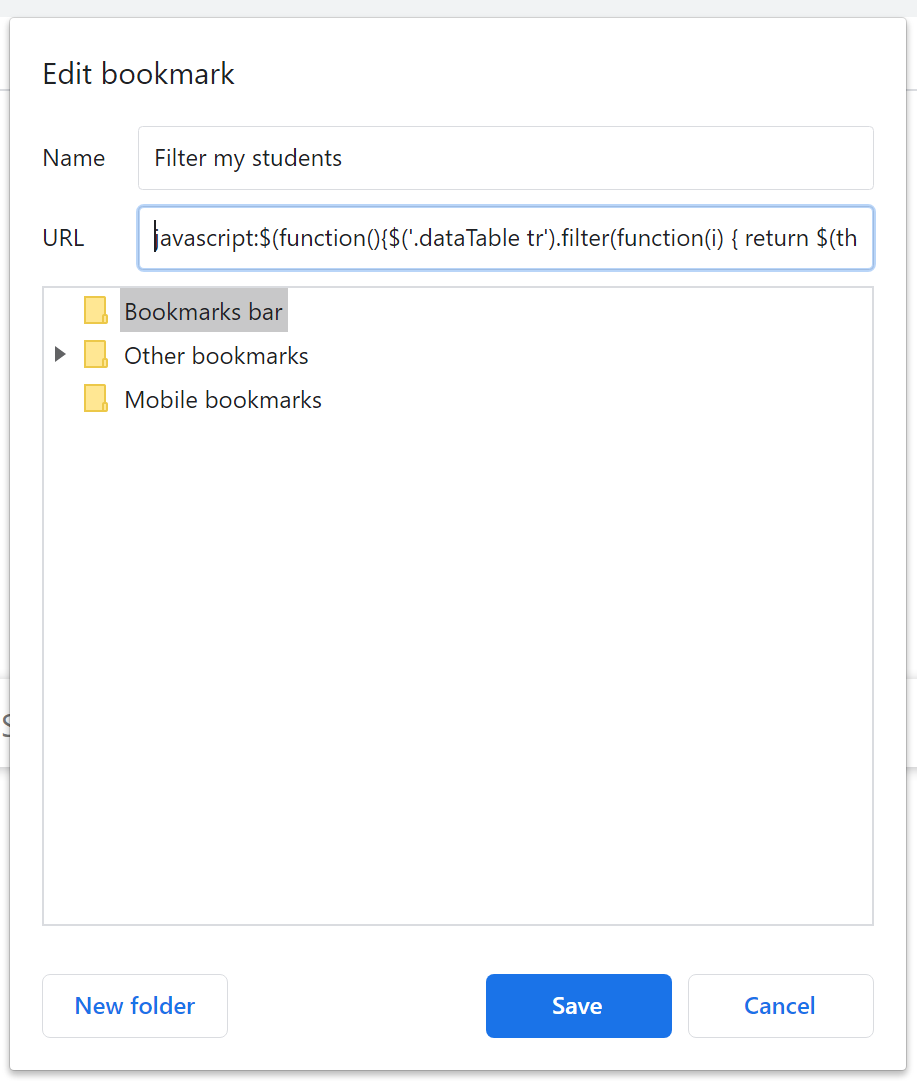 Edit bookmark
Name
Filter my students
URL
javascript:$(function(){$('.dataTable tr').filter(function(i) { return $(th
Bookmarks bar
Other bookmarks
Mobile bookmarks
S
New folder
Save
Cancel